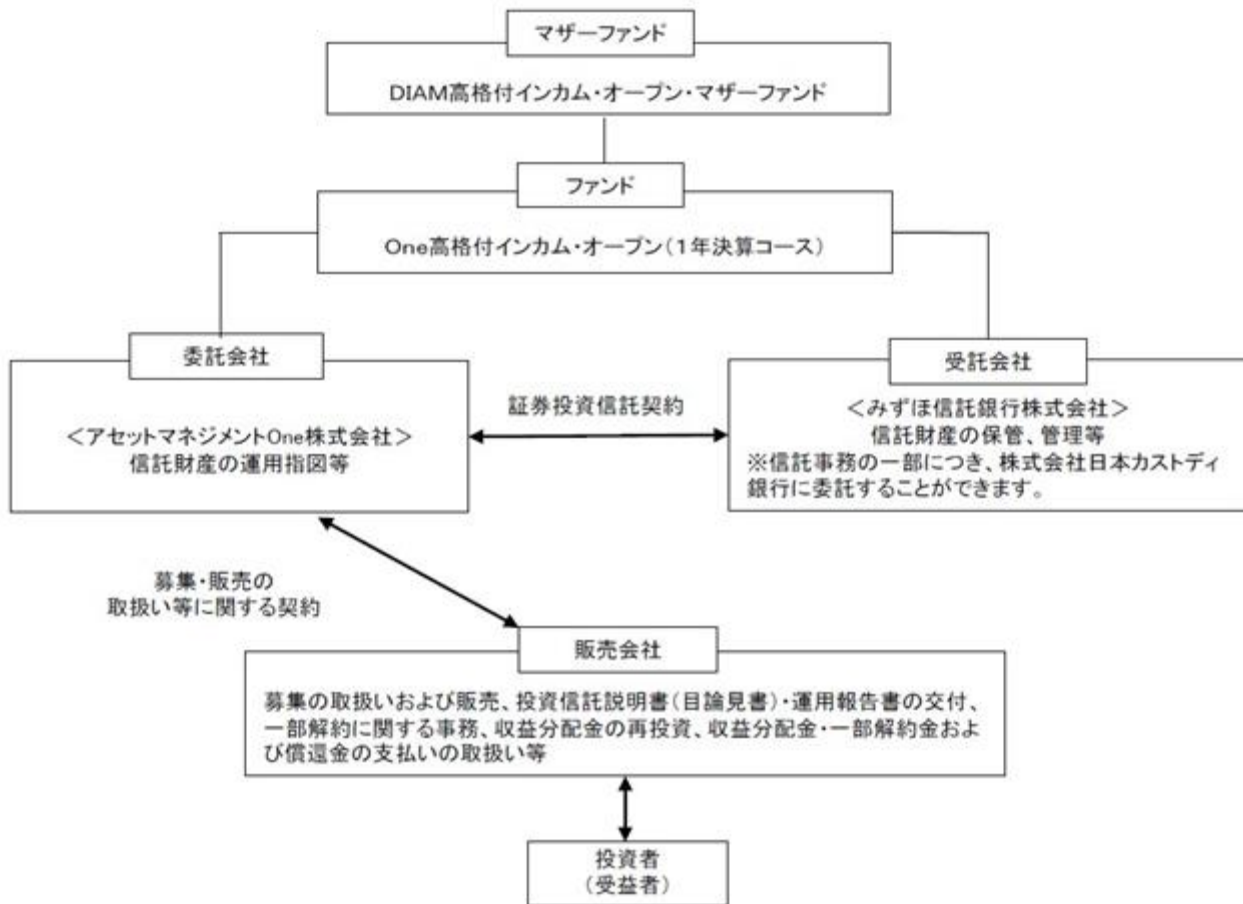 マザーファンド
DIAM高格付インカム・オープン・マザーファンド
ファンド
One高格付インカム・オープン(1年決算コース)
委託会社
<アセットマネジメントOne株式会社>
信託財産の運用指図等
証券投資信託契約
受託会社
<みずほ信託銀行株式会社>
信託財産の保管、管理等
※信託事務の一部につき、株式会社日本カストディ
銀行に委託することができます。
募集・販売の
取扱い等に関する契約
販売会社
募集の取扱いおよび販売、投資信託説明書(目論見書)・運用報告書の交付、
一部解約に関する事務、収益分配金の再投資、収益分配金・一部解約金およ
び償還金の支払いの取扱い等
投資者
(受益者)